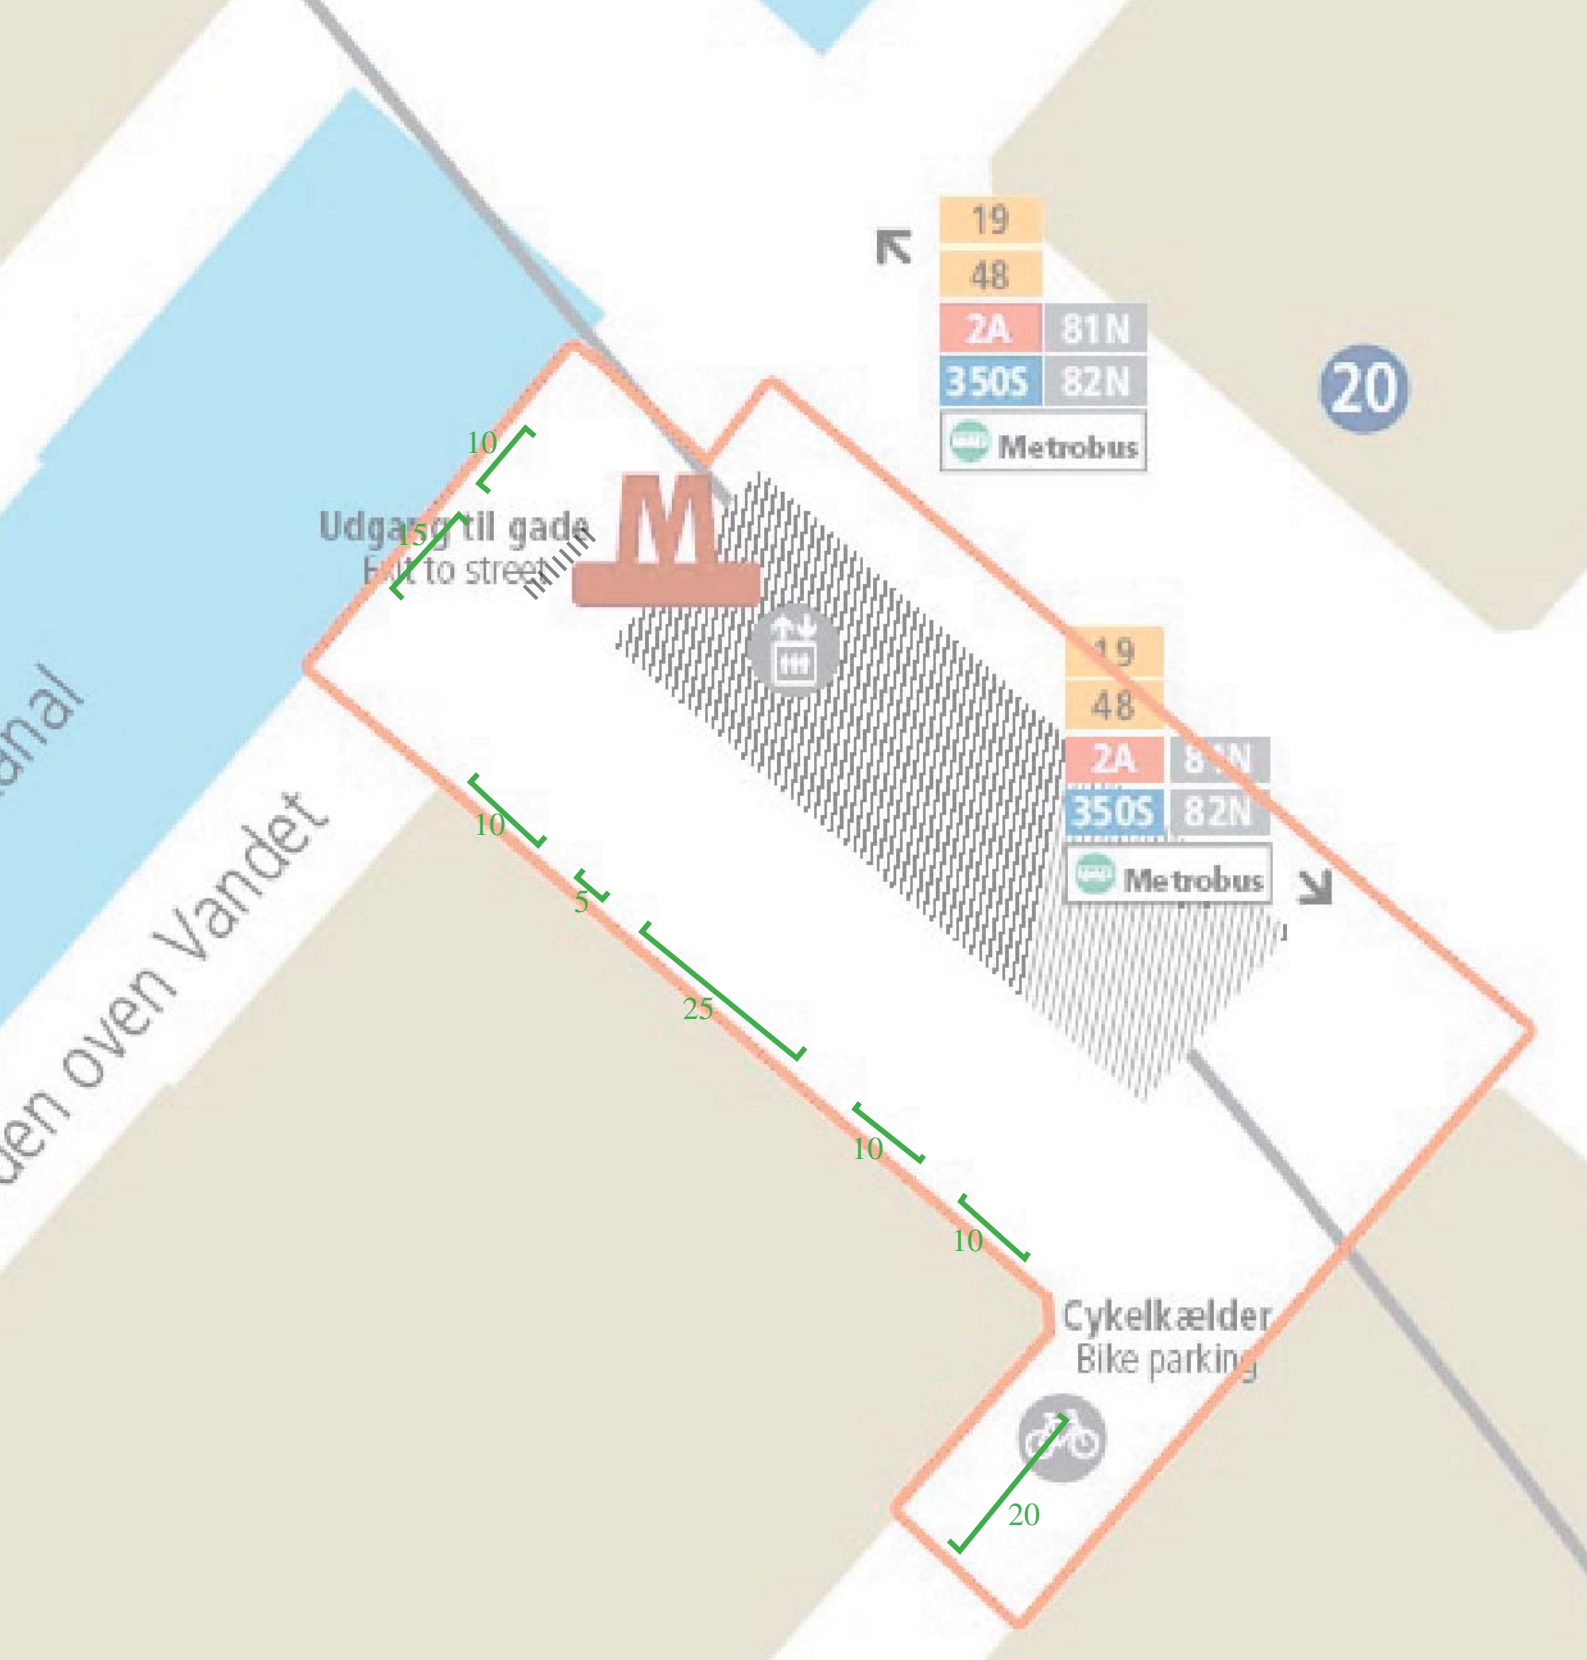 19
48
2A 81N
350S 82N
Metrobus
20
10
15
Udgang til gade
Exit to street
M
19
48
2A 81N
350S 82N
Metrobus
anal
den oven Vandet
10
5
25
10
10
Cykelkælder
Bike parking
20